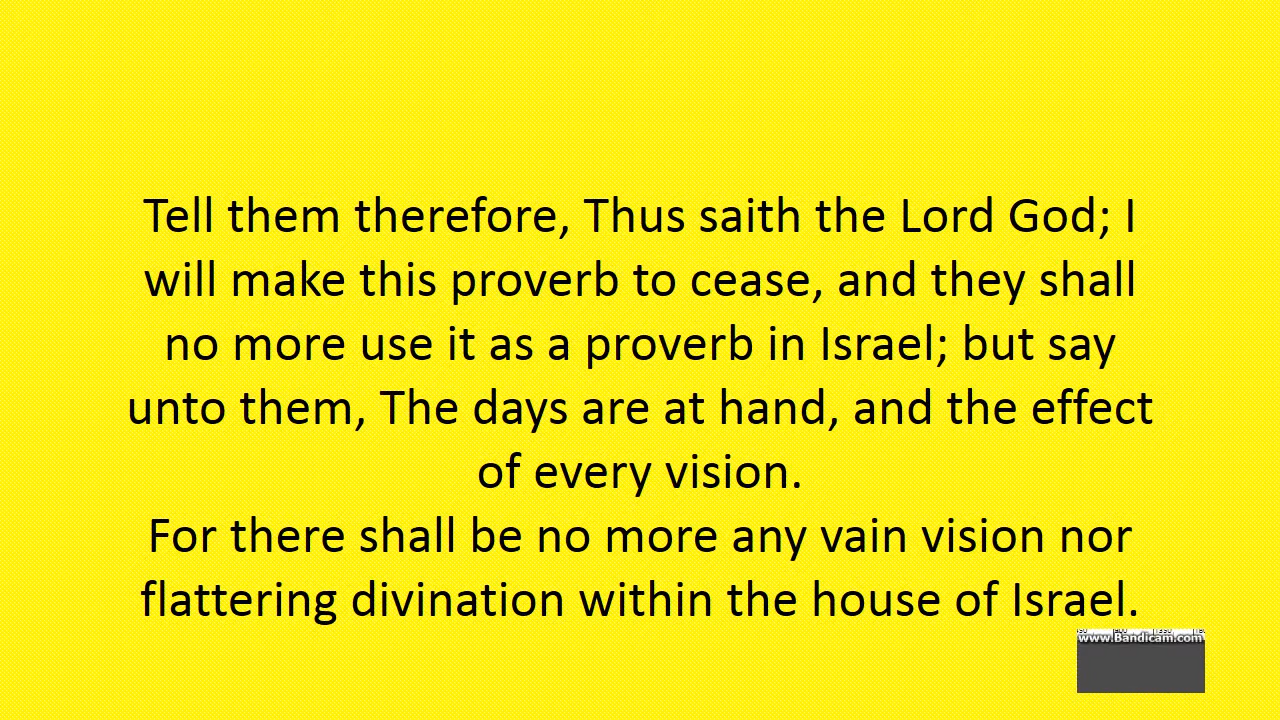 Tell them therefore, Thus saith the Lord God; I
will make this proverb to cease, and they shall
no more use it as a proverb in Israel; but say
unto them, The days are at hand, and the effect
of every vision.
For there shall be no more any vain vision nor
flattering divination within the house of Israel.
www.Bandicam.com